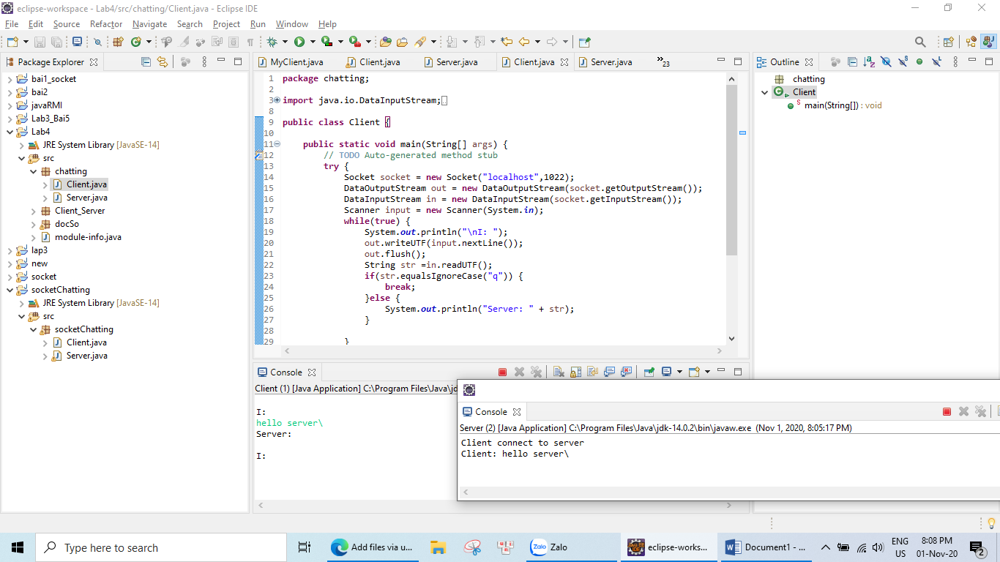 eclipse-workspace - Lab4/src/chatting/Client.java - Eclipse IDE
File Edit Source Refactor Navigate Search Project Run Window Help
Package Explorer
bai1_socket
bai2
javaRMI
Lab3_Bai5
Lab4
JRE System Library [JavaSE-14]
src
chatting
Client.java
Server.java
Client_Server
docSo
module-info.java
lap3
new
socket
socketChatting
JRE System Library [JavaSE-14]
src
socketChatting
Client.java
Server.java
MyClient.java Client.java Server.java Client.java Server.java »23
1 package chatting;
2
3 import java.io.DataInputStream;
8
9 public class Client {
10
11 public static void main(String[] args) {
12 // TODO Auto-generated method stub
13 try {
14 Socket socket = new Socket("localhost",1022);
15 DataOutputStream out = new DataOutputStream(socket.getOutputStream());
16 DataInputStream in = new DataInputStream(socket.getInputStream());
17 Scanner input = new Scanner(System.in);
18 while(true) {
19 System.out.println("\nI: ");
20 out.writeUTF(input.nextLine());
21 out.flush();
22 String str =in.readUTF();
23 if(str.equalsIgnoreCase("q")) {
24 break;
25 }else {
26 System.out.println("Server: " + str);
27 }
28
29 }
Outline
chatting
Client
main(String[]) : void
Console
Client (1) [Java Application] C:\Program Files\Java\jd
I:
hello server\
Server:
I:
Console
Server (2) [Java Application] C:\Program Files\Java\jdk-14.0.2\bin\javaw.exe (Nov 1, 2020, 8:05:17 PM)
Client connect to server
Client: hello server\
Type here to search
Add files via u...
Zalo
Zalo
eclipse-works...
Document1 - ...
ENG
US
8:08 PM
01-Nov-20
2